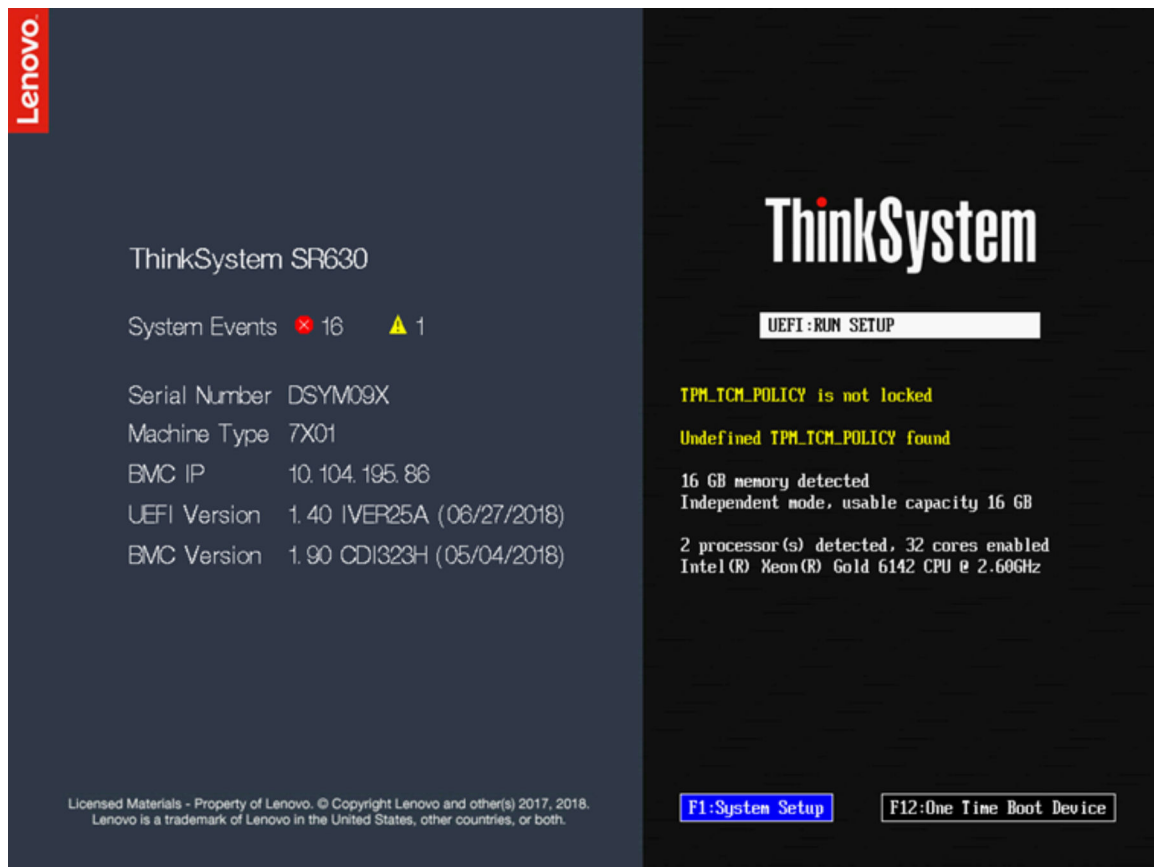 Lenovo
ThinkSystem SR630
System Events 16 1
Serial Number DSYM09X
Machine Type 7X01
BMC IP 10.104.195.86
UEFI Version 1.40 IVER25A (06/27/2018)
BMC Version 1.90 CDI323H (05/04/2018)
Licensed Materials - Property of Lenovo. © Copyright Lenovo and other(s) 2017, 2018.
Lenovo is a trademark of Lenovo in the United States, other countries, or both.
ThinkSystem
UEFI:RUN SETUP
TPM_TCM_POLICY is not locked
Undefined TPM_TCM_POLICY found
16 GB memory detected
Independent mode, usable capacity 16 GB
2 processor(s) detected, 32 cores enabled
Intel(R) Xeon(R) Gold 6142 CPU @ 2.60GHz
F1:System Setup
F12:One Time Boot Device